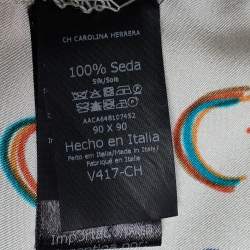 CH CAROLINA HERRERA
100% Seda
Silk/Soie
AACA648107452
90 X 90
Hecho en Italia
Made in Italy/Fabriqué en Italie
V417-CH